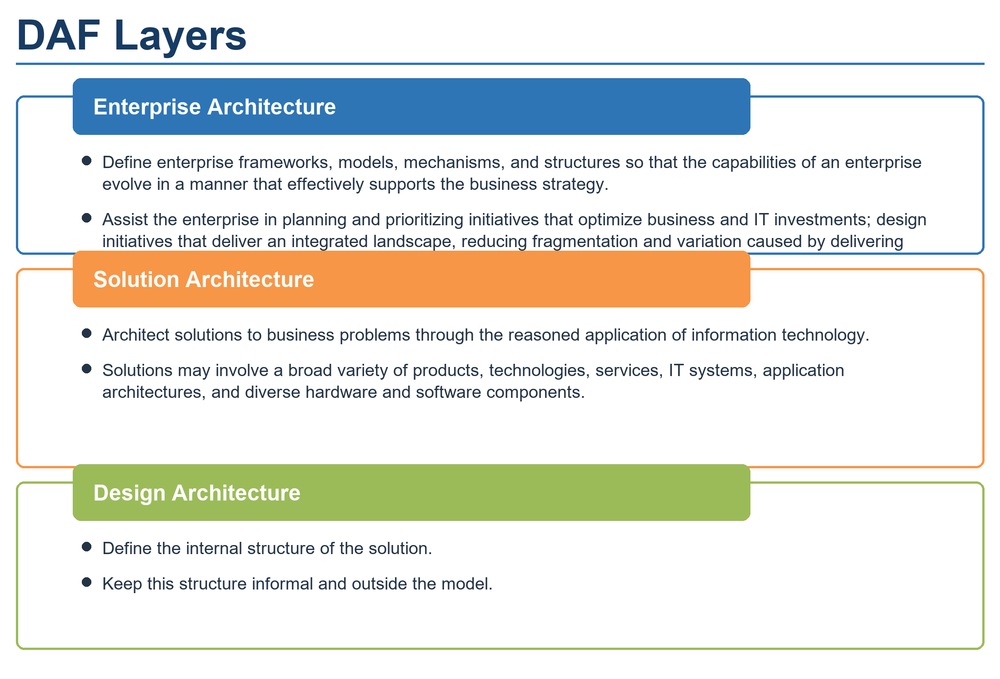 DAF Layers
Enterprise Architecture
Define enterprise frameworks, models, mechanisms, and structures so that the capabilities of an enterprise
evolve in a manner that effectively supports the business strategy.
Assist the enterprise in planning and prioritizing initiatives that optimize business and IT investments; design
initiatives that deliver an integrated landscape, reducing fragmentation and variation caused by delivering
Solution Architecture
Architect solutions to business problems through the reasoned application of information technology.
Solutions may involve a broad variety of products, technologies, services, IT systems, application
architectures, and diverse hardware and software components.
Design Architecture
Define the internal structure of the solution.
Keep this structure informal and outside the model.